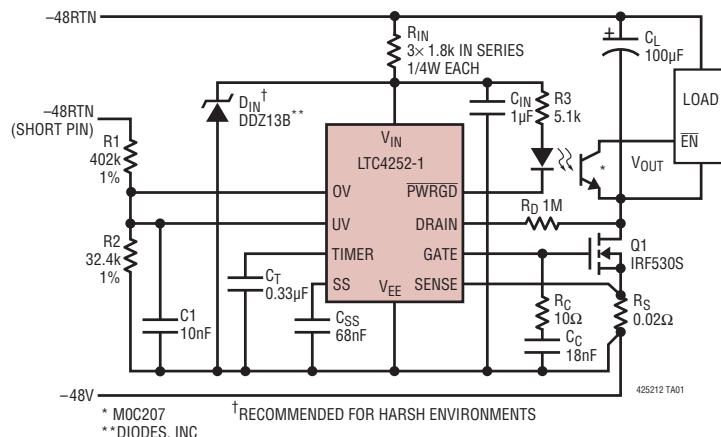 −48RTN
RIN
3× 1.8k IN SERIES
1/4W EACH
+
CL
100µF
LOAD
EN
−48RTN
(SHORT PIN)
DIN†
DDZ13B**
CIN
1µF
R3
5.1k
R1
402k
1%
VIN
LTC4252-1
*
VOUT
OV
PWRGD
RD 1M
UV
DRAIN
R2
32.4k
1%
TIMER
GATE
Q1
IRF530S
CT
0.33µF
SS
VEE
SENSE
C1
10nF
CSS
68nF
RC
10Ω
CC
18nF
RS
0.02Ω
−48V
425212 TA01
* M0C207
†RECOMMENDED FOR HARSH ENVIRONMENTS
**DIODES, INC